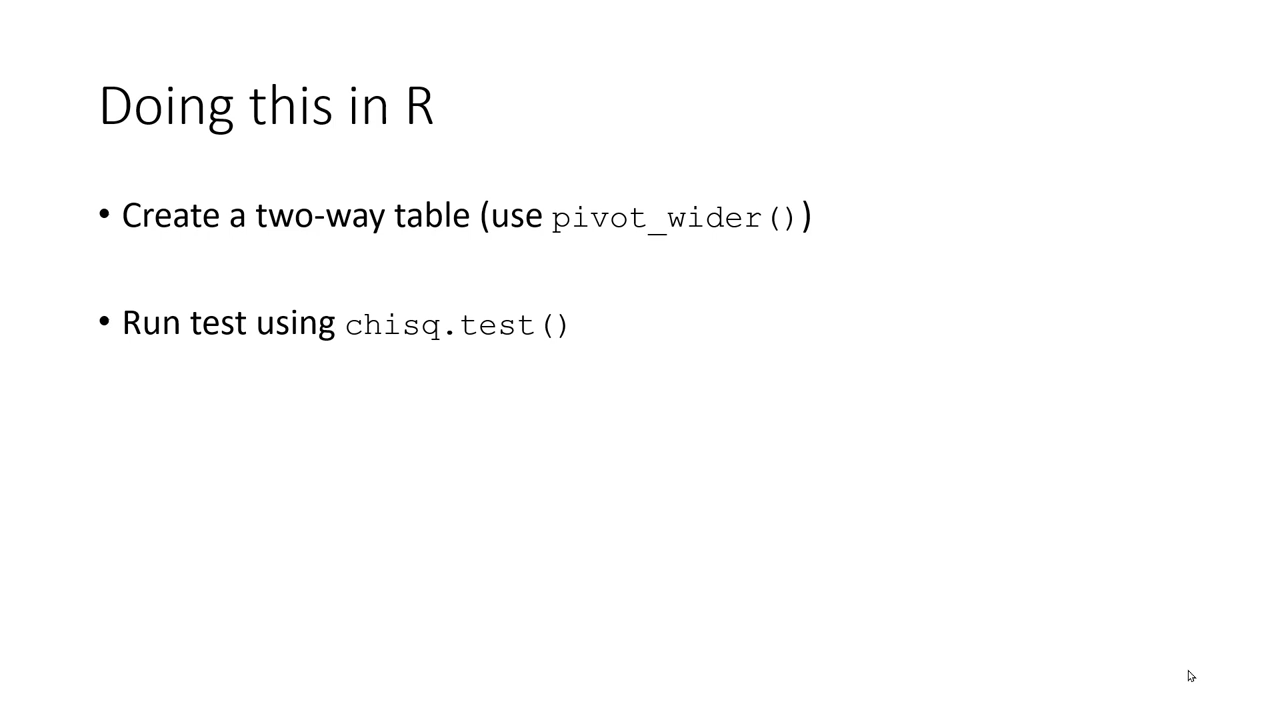 Doing this in R
• Create a two-way table (use pivot_wider())
• Run test using chisq.test()